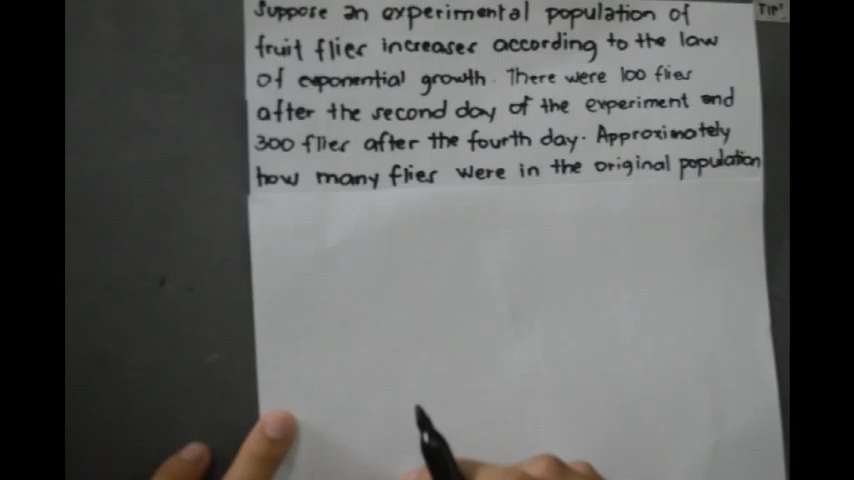 Suppose an experimental population of
fruit flies increases according to the law
of exponential growth. There were 100 flies
after the second day of the experiment and
300 flies after the fourth day. Approximately
how many flies were in the original population
TIP